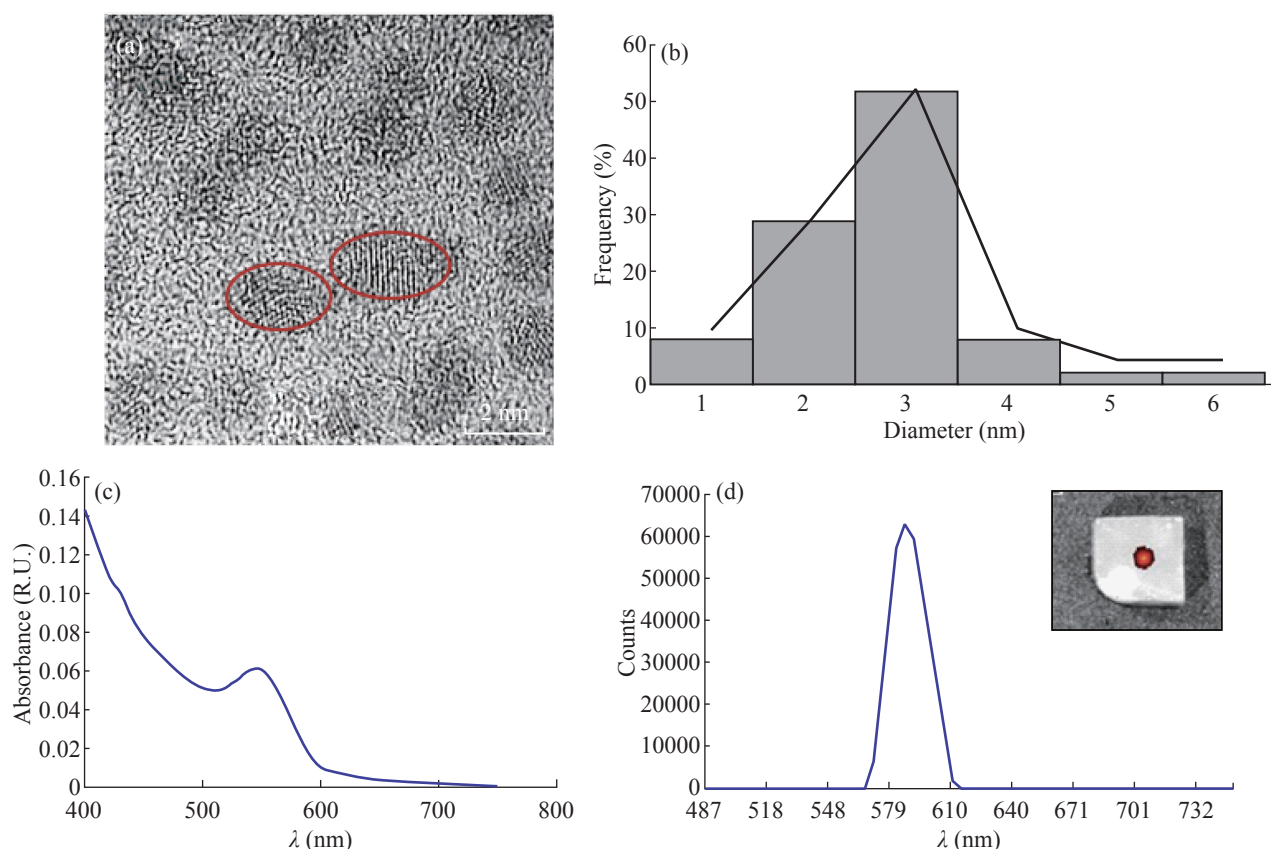 (a)
2 nm
(b)
60
50
40
30
20
10
0
Frequency (%)
1 2 3 4 5 6
Diameter (nm)
(c)
0.16
0.14
0.12
0.10
0.08
0.06
0.04
0.02
0
Absorbance (R.U.)
400 500 600 700 800
λ (nm)
(d)
70000
60000
50000
40000
30000
20000
10000
0
Counts
487 518 548 579 610 640 671 701 732
λ (nm)